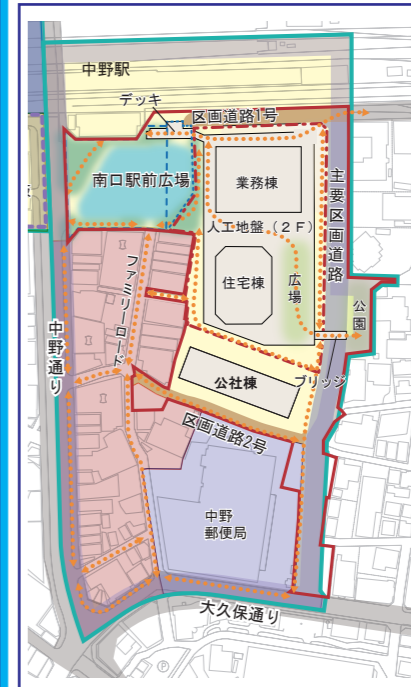 中野駅
デッキ
区画道路1号
南口駅前広場
業務棟
主要区画道路
人工地盤(2F)
ファミリーロード
住宅棟
広場
公園
中野通り
公社棟
ブリッジ
区画道路2号
中野
郵便局
大久保通り
P